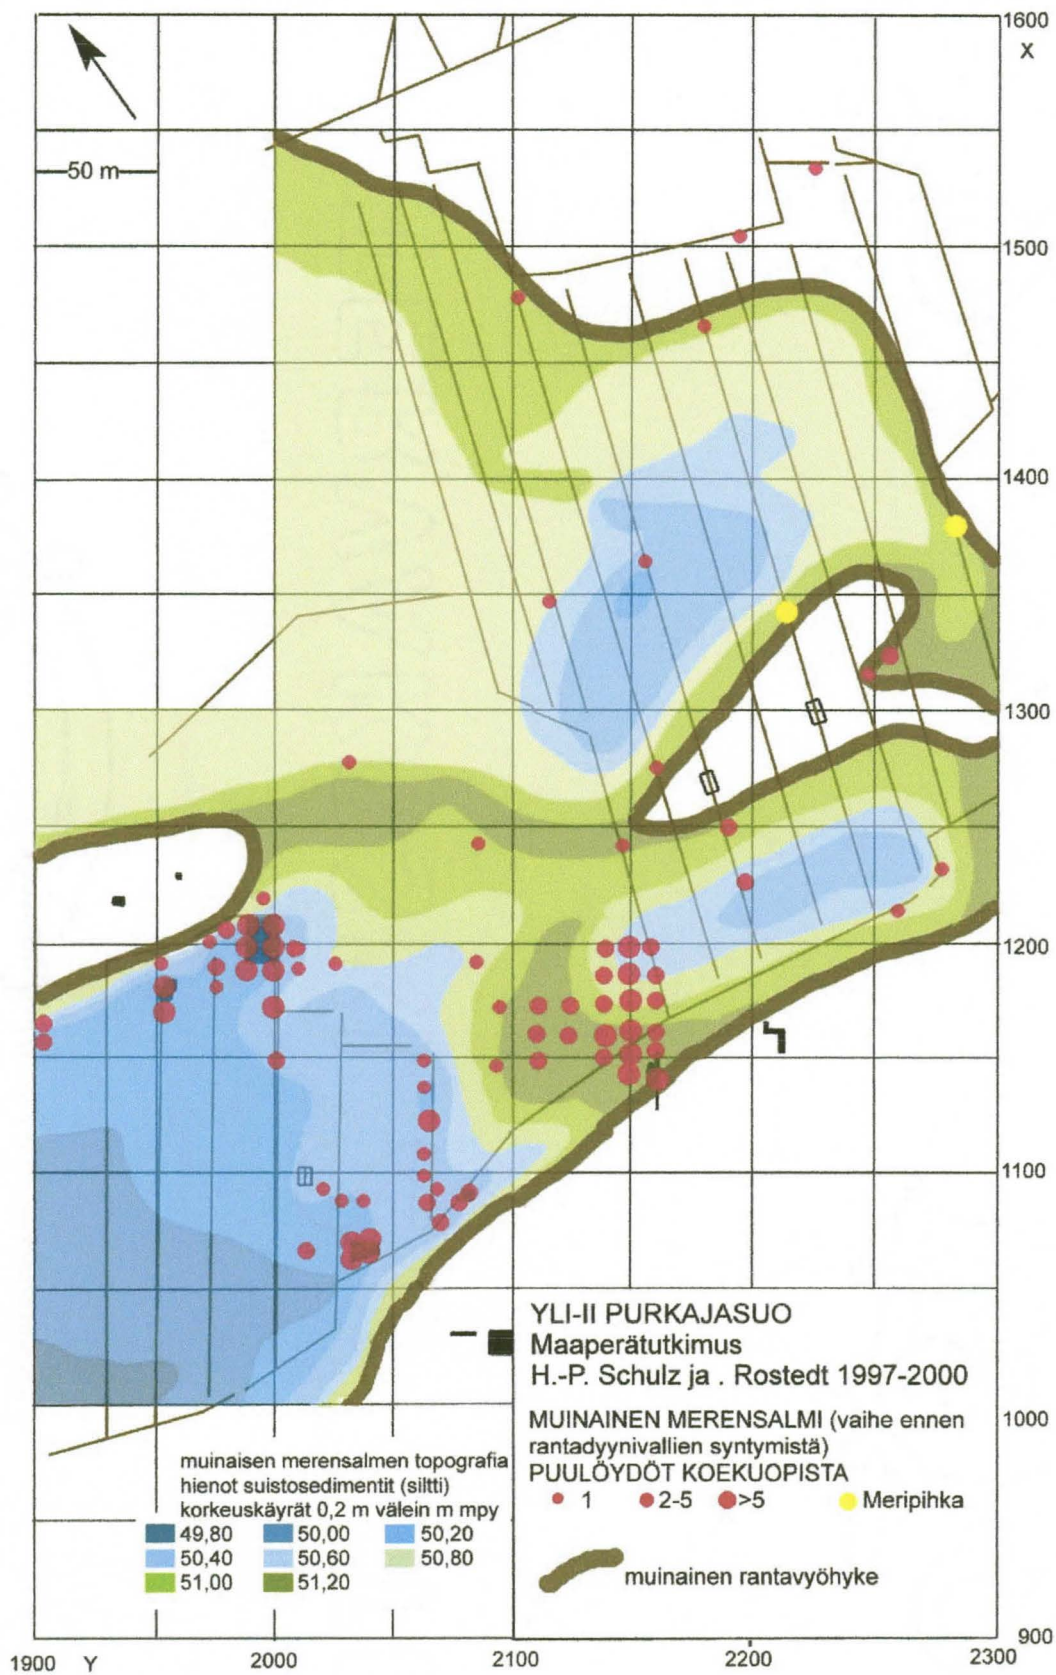 1600
X
50 m
1500
1400
1300
1200
1100
YLI-II PURKAJASUO
Maaperätutkimus
H.-P. Schulz ja . Rostedt 1997-2000
1000
MUINAINEN MERENSALMI (vaihe ennen
rantadyynivallien syntymistä)
PUULÖYDÖT KOEKUOPISTA
1 2-5 >5 Meripihka
muinainen rantavyöhyke
muinaisen merensalmen topografia
hienot suistosedimentit (siltti)
korkeuskäyrät 0,2 m välein m mpy
49,80 50,00 50,20
50,40 50,60 50,80
51,00 51,20
900
1900 Y 2000 2100 2200 2300